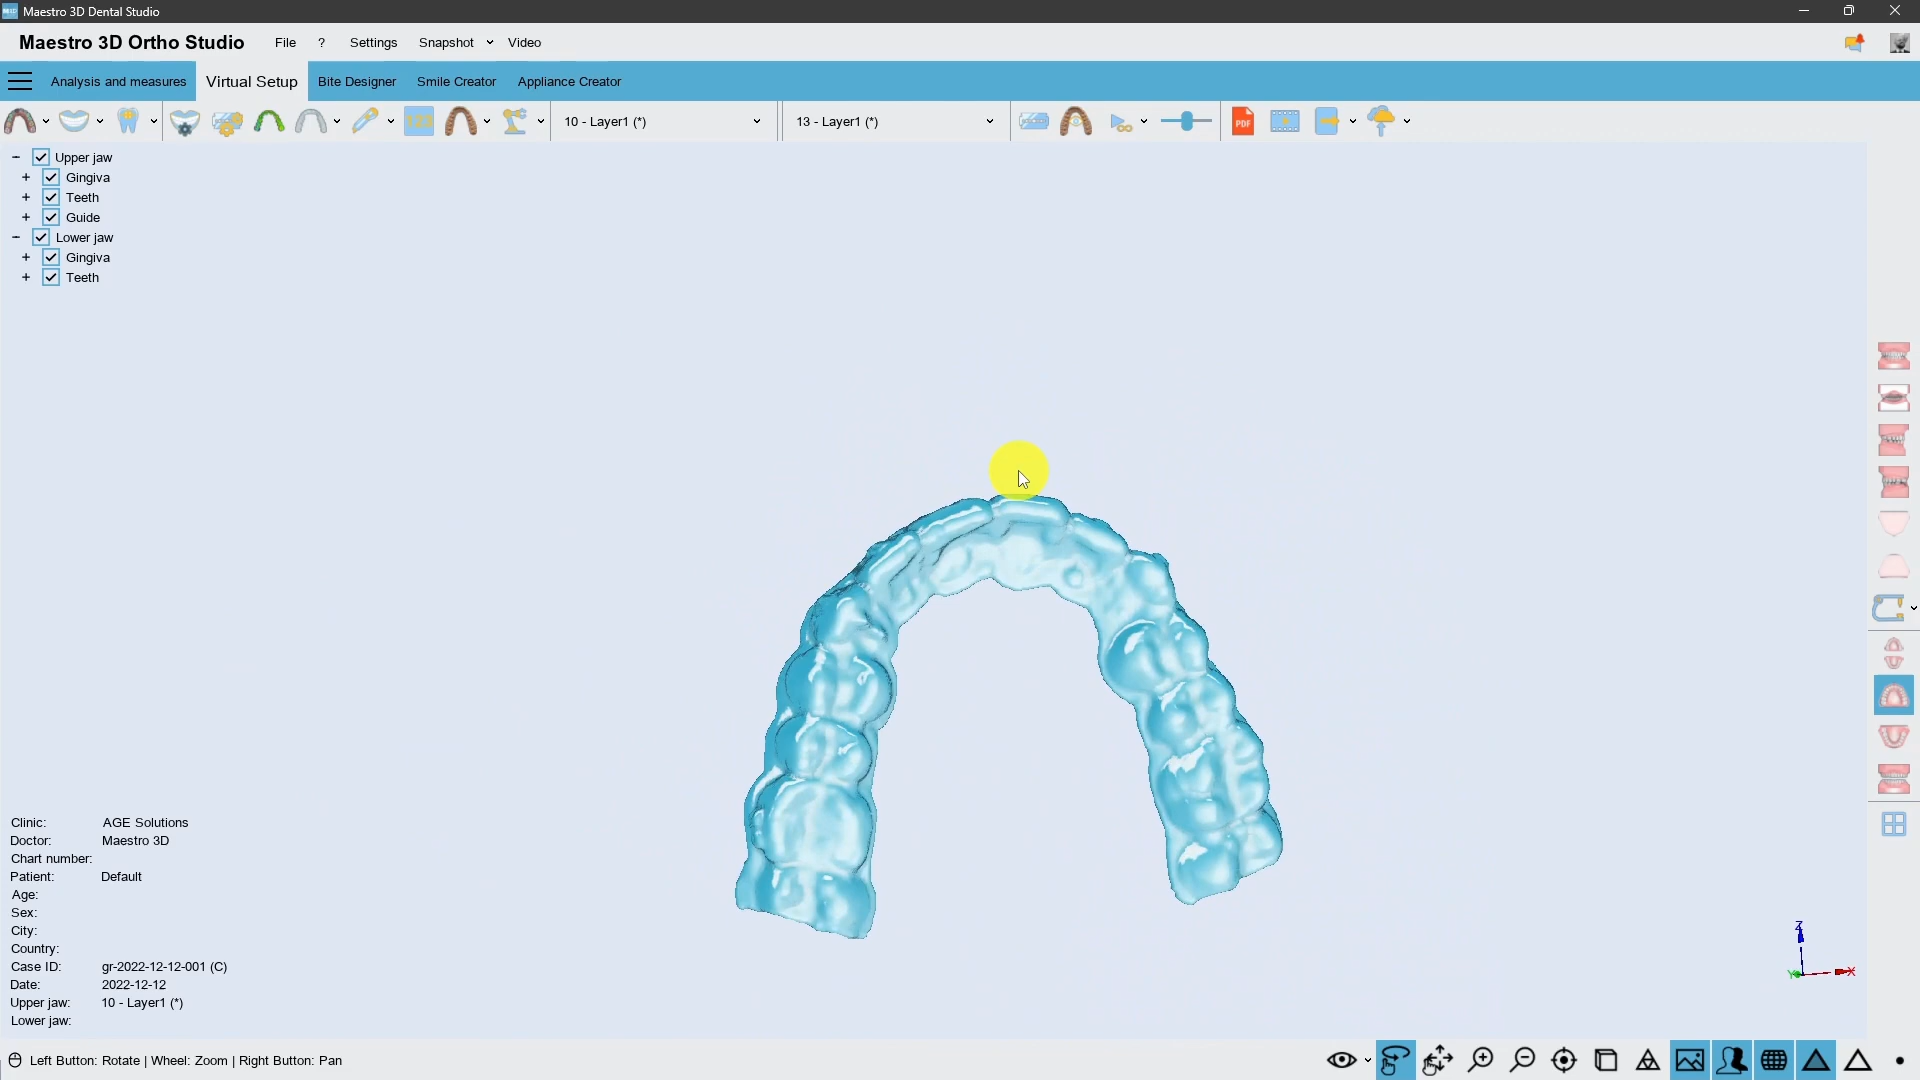 Maestro 3D Dental Studio
Maestro 3D Ortho Studio
File ? Settings Snapshot Video
Analysis and measures Virtual Setup Bite Designer Smile Creator Appliance Creator
123 10 - Layer1 (*) 13 - Layer1 (*) PDF
Upper jaw
Gingiva
Teeth
Guide
Lower jaw
Gingiva
Teeth
Clinic: AGE Solutions
Doctor: Maestro 3D
Chart number:
Patient: Default
Age:
Sex:
City:
Country:
Case ID: gr-2022-12-12-001 (C)
Date: 2022-12-12
Upper jaw: 10 - Layer1 (*)
Lower jaw:
Z
Y
X
Left Button: Rotate | Wheel: Zoom | Right Button: Pan